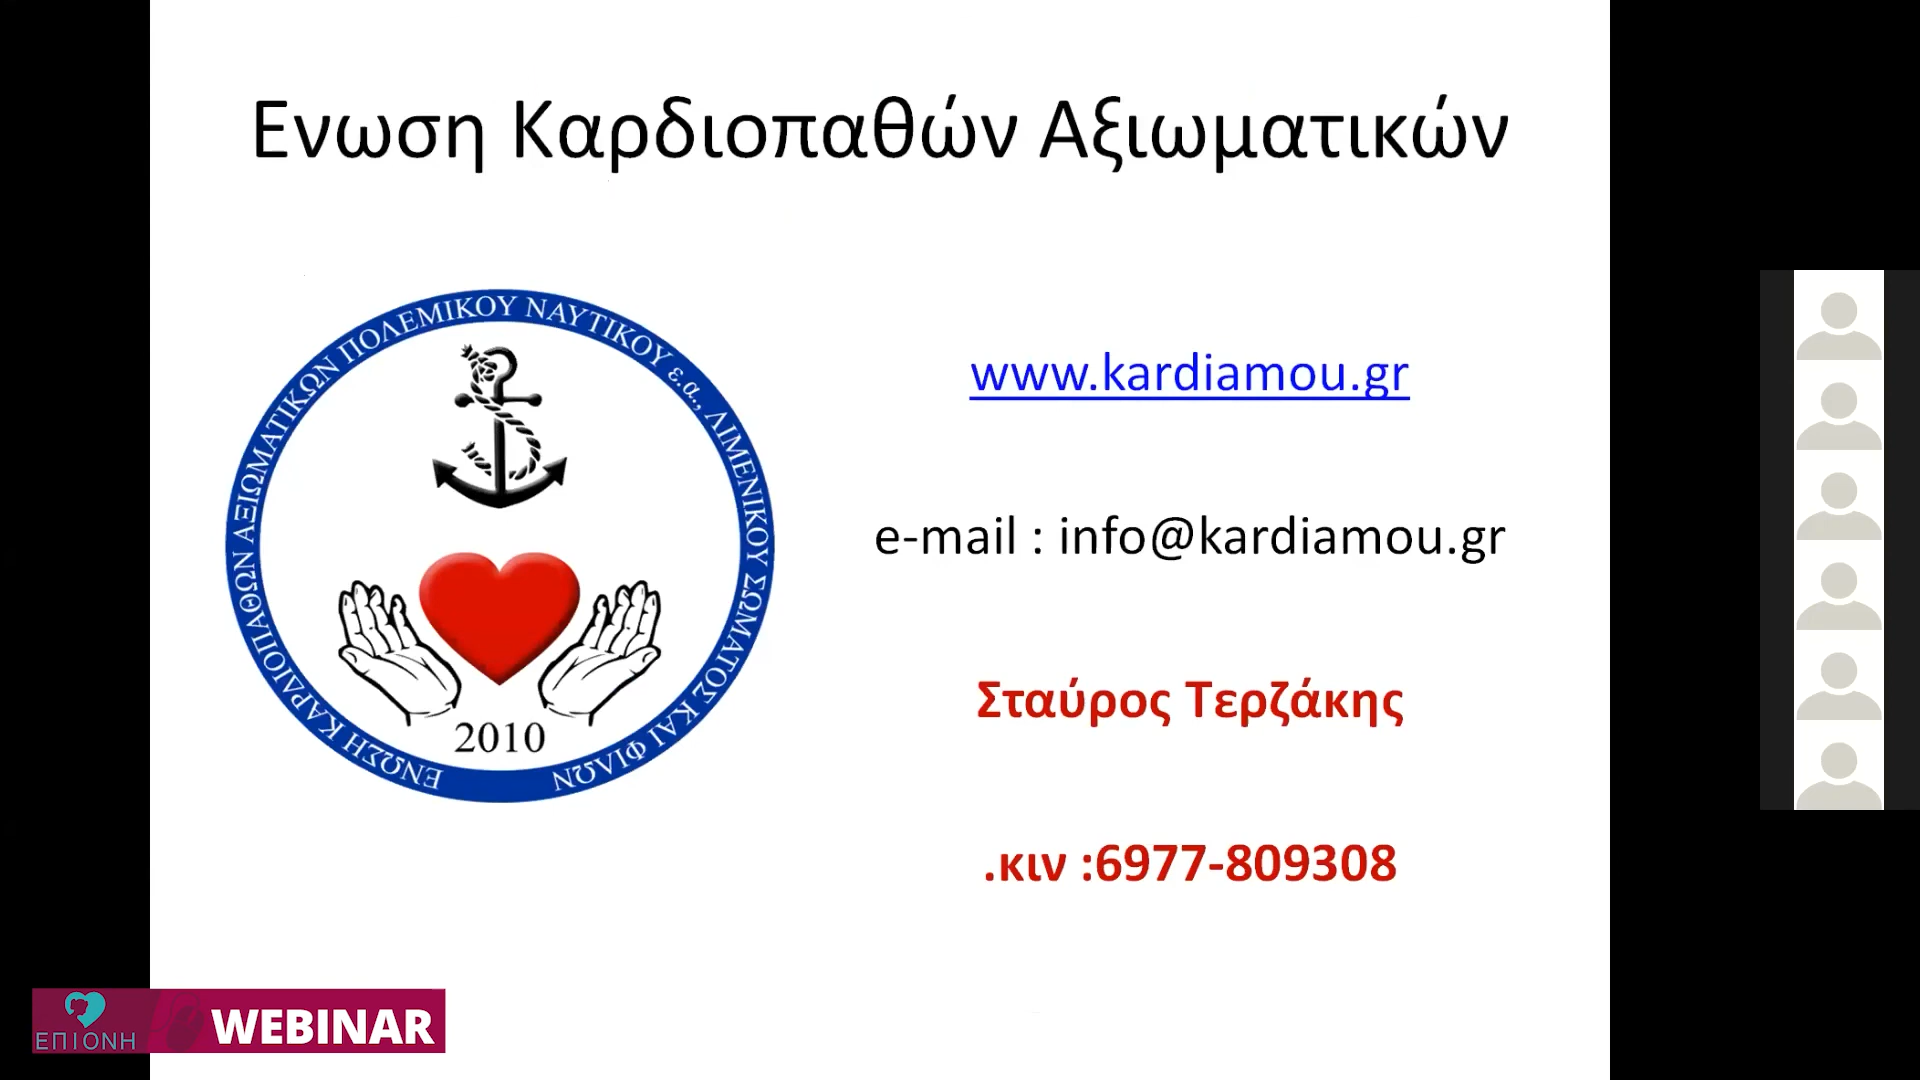 Ενωση Καρδιοπαθών Αξιωματικών
ΕΝΩΣΗ ΚΑΡΔΙΟΠΑΘΩΝ ΑΞΙΩΜΑΤΙΚΩΝ ΠΟΛΕΜΙΚΟΥ ΝΑΥΤΙΚΟΥ ε.α., ΛΙΜΕΝΙΚΟΥ ΣΩΜΑΤΟΣ ΚΑΙ ΦΙΛΩΝ
2010
www.kardiamou.gr
e-mail : info@kardiamou.gr
Σταύρος Τερζάκης
.κιν :6977-809308
ΕΠΙΟΝΗ
WEBINAR